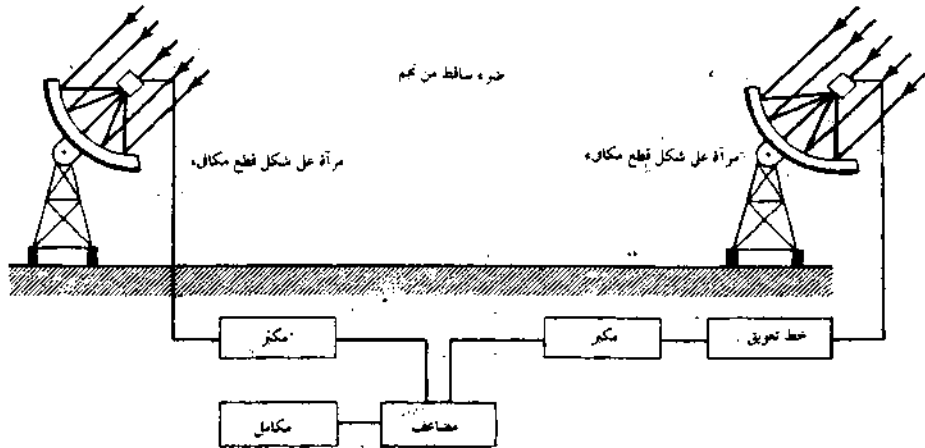 ضوء ساقط من نجم
مرآة على شكل قطع مكافىء
مرآة على شكل قطع مكافىء
خط تعويق
مكبر
مكبر
مضاعف
مكامل